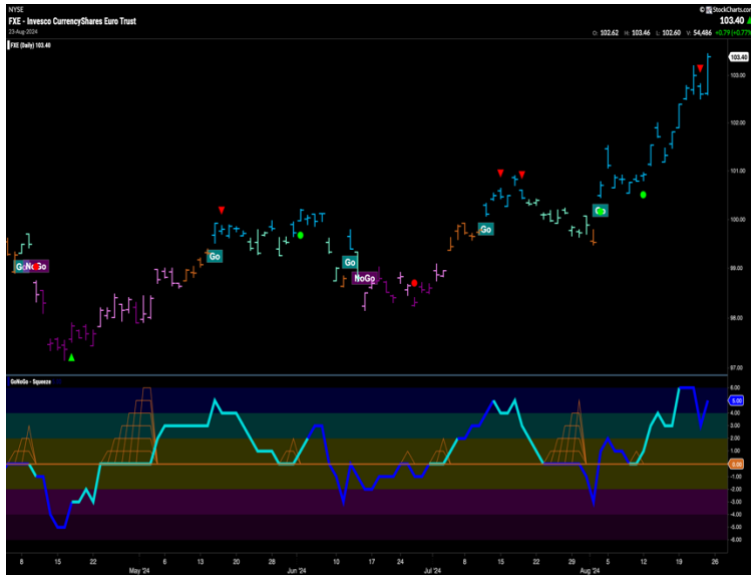 NYSE
© StockCharts.com
FXE - Invesco CurrencyShares Euro Trust
103.40
23-Aug-2024
O: 102.62 H: 103.46 L: 102.60 V: 54,486 +0.79 (+0.77%
FXE (Daily) 103.40
103.40
103.00
102.00
101.00
100.00
99.00
98.00
97.00
Go
NoGo
Go
Go
NoGo
Go
Go
GoNoGo - Squeeze
6.00
5.00
4.00
3.00
2.00
1.00
0.00
-1.00
-2.00
-3.00
-4.00
-5.00
-6.00
8 15 22 6 13 20 28 10 17 24 8 15 22 29 5 12 19 26
May '24 Jun '24 Jul '24 Aug '24